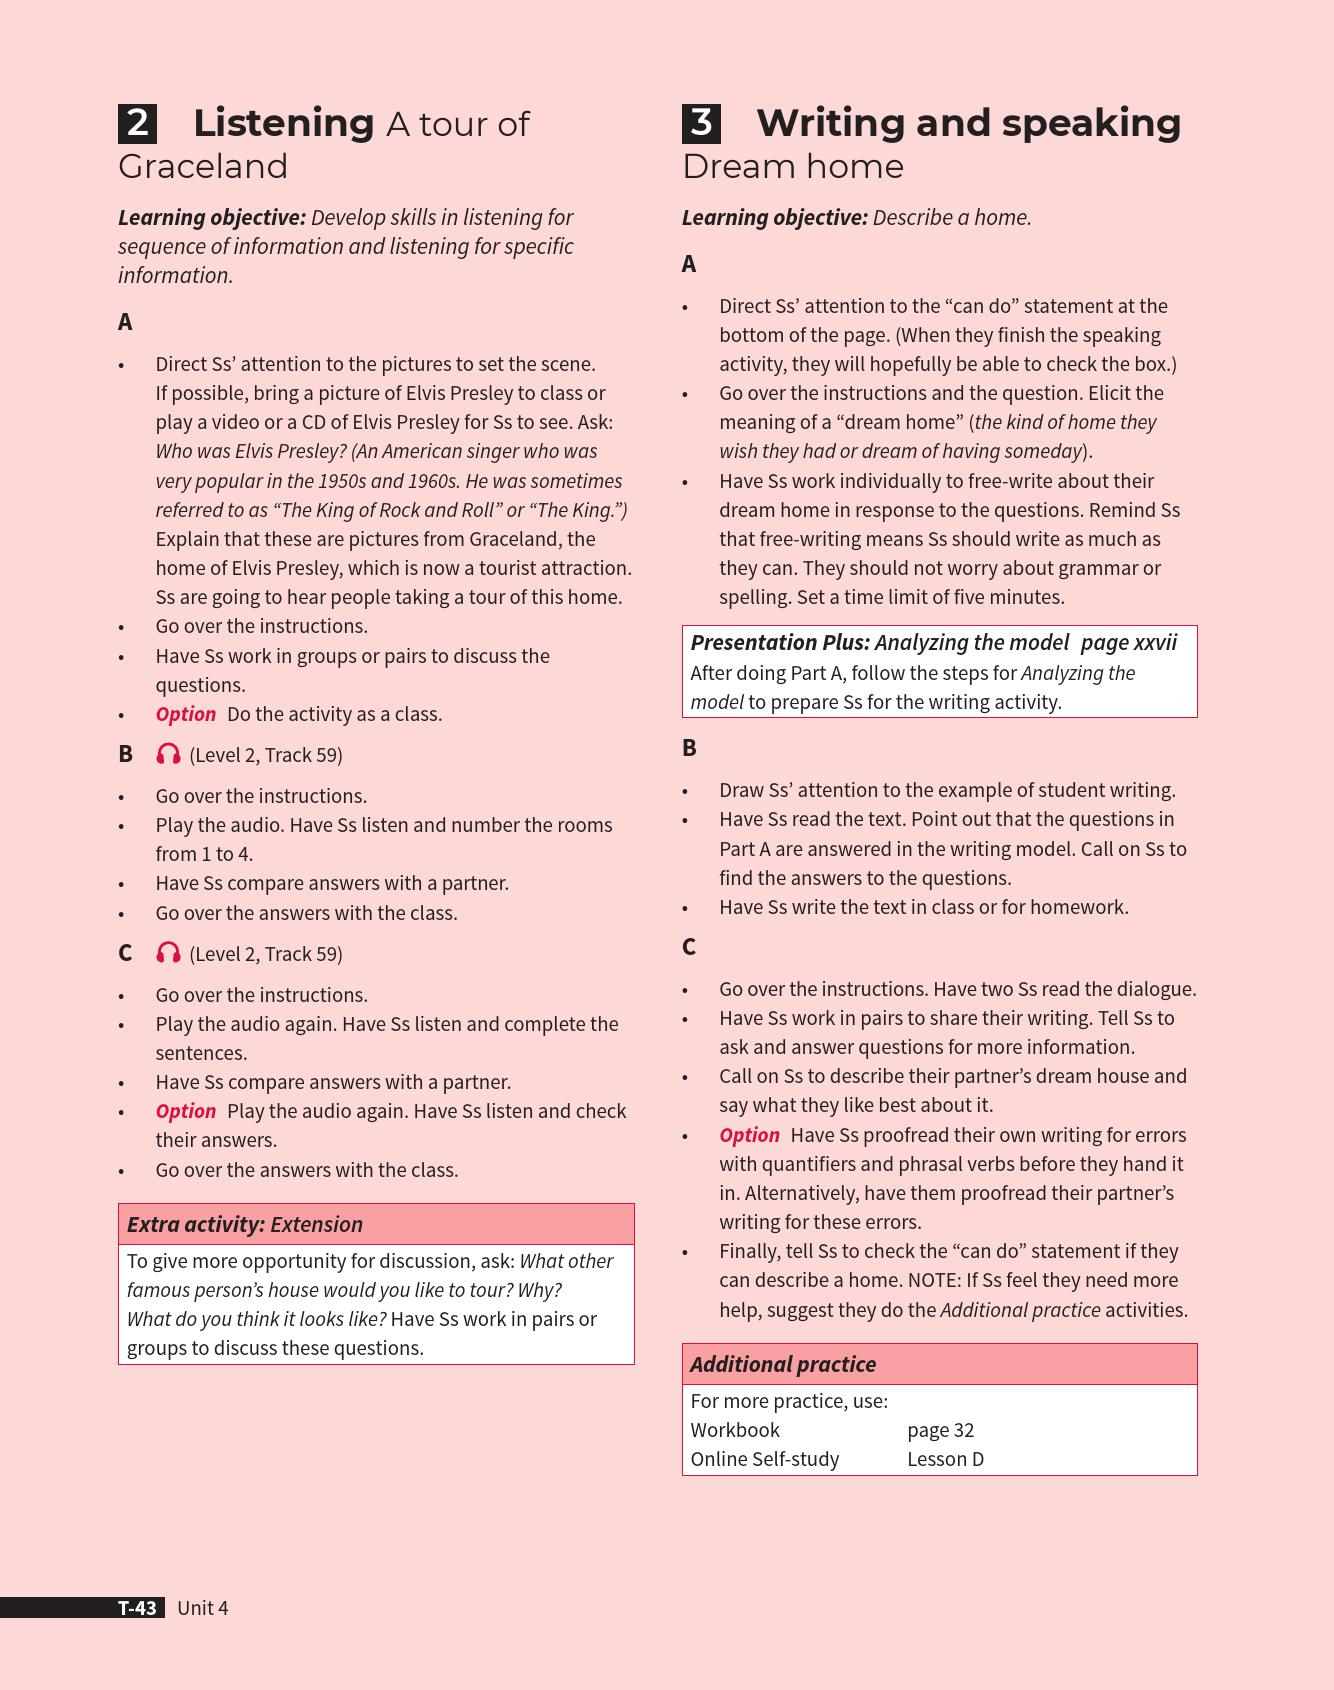 2 Listening A tour of
Graceland
Learning objective: Develop skills in listening for
sequence of information and listening for specific
information.
A
• Direct Ss’ attention to the pictures to set the scene.
If possible, bring a picture of Elvis Presley to class or
play a video or a CD of Elvis Presley for Ss to see. Ask:
Who was Elvis Presley? (An American singer who was
very popular in the 1950s and 1960s. He was sometimes
referred to as “The King of Rock and Roll” or “The King.”)
Explain that these are pictures from Graceland, the
home of Elvis Presley, which is now a tourist attraction.
Ss are going to hear people taking a tour of this home.
• Go over the instructions.
• Have Ss work in groups or pairs to discuss the
questions.
• Option Do the activity as a class.
B (Level 2, Track 59)
• Go over the instructions.
• Play the audio. Have Ss listen and number the rooms
from 1 to 4.
• Have Ss compare answers with a partner.
• Go over the answers with the class.
C (Level 2, Track 59)
• Go over the instructions.
• Play the audio again. Have Ss listen and complete the
sentences.
• Have Ss compare answers with a partner.
• Option Play the audio again. Have Ss listen and check
their answers.
• Go over the answers with the class.
Extra activity: Extension
To give more opportunity for discussion, ask: What other
famous person’s house would you like to tour? Why?
What do you think it looks like? Have Ss work in pairs or
groups to discuss these questions.
3 Writing and speaking
Dream home
Learning objective: Describe a home.
A
• Direct Ss’ attention to the “can do” statement at the
bottom of the page. (When they finish the speaking
activity, they will hopefully be able to check the box.)
• Go over the instructions and the question. Elicit the
meaning of a “dream home” (the kind of home they
wish they had or dream of having someday).
• Have Ss work individually to free-write about their
dream home in response to the questions. Remind Ss
that free-writing means Ss should write as much as
they can. They should not worry about grammar or
spelling. Set a time limit of five minutes.
Presentation Plus: Analyzing the model page xxvii
After doing Part A, follow the steps for Analyzing the
model to prepare Ss for the writing activity.
B
• Draw Ss’ attention to the example of student writing.
• Have Ss read the text. Point out that the questions in
Part A are answered in the writing model. Call on Ss to
find the answers to the questions.
• Have Ss write the text in class or for homework.
C
• Go over the instructions. Have two Ss read the dialogue.
• Have Ss work in pairs to share their writing. Tell Ss to
ask and answer questions for more information.
• Call on Ss to describe their partner’s dream house and
say what they like best about it.
• Option Have Ss proofread their own writing for errors
with quantifiers and phrasal verbs before they hand it
in. Alternatively, have them proofread their partner’s
writing for these errors.
• Finally, tell Ss to check the “can do” statement if they
can describe a home. NOTE: If Ss feel they need more
help, suggest they do the Additional practice activities.
Additional practice
For more practice, use:
Workbook page 32
Online Self-study Lesson D
T-43 Unit 4